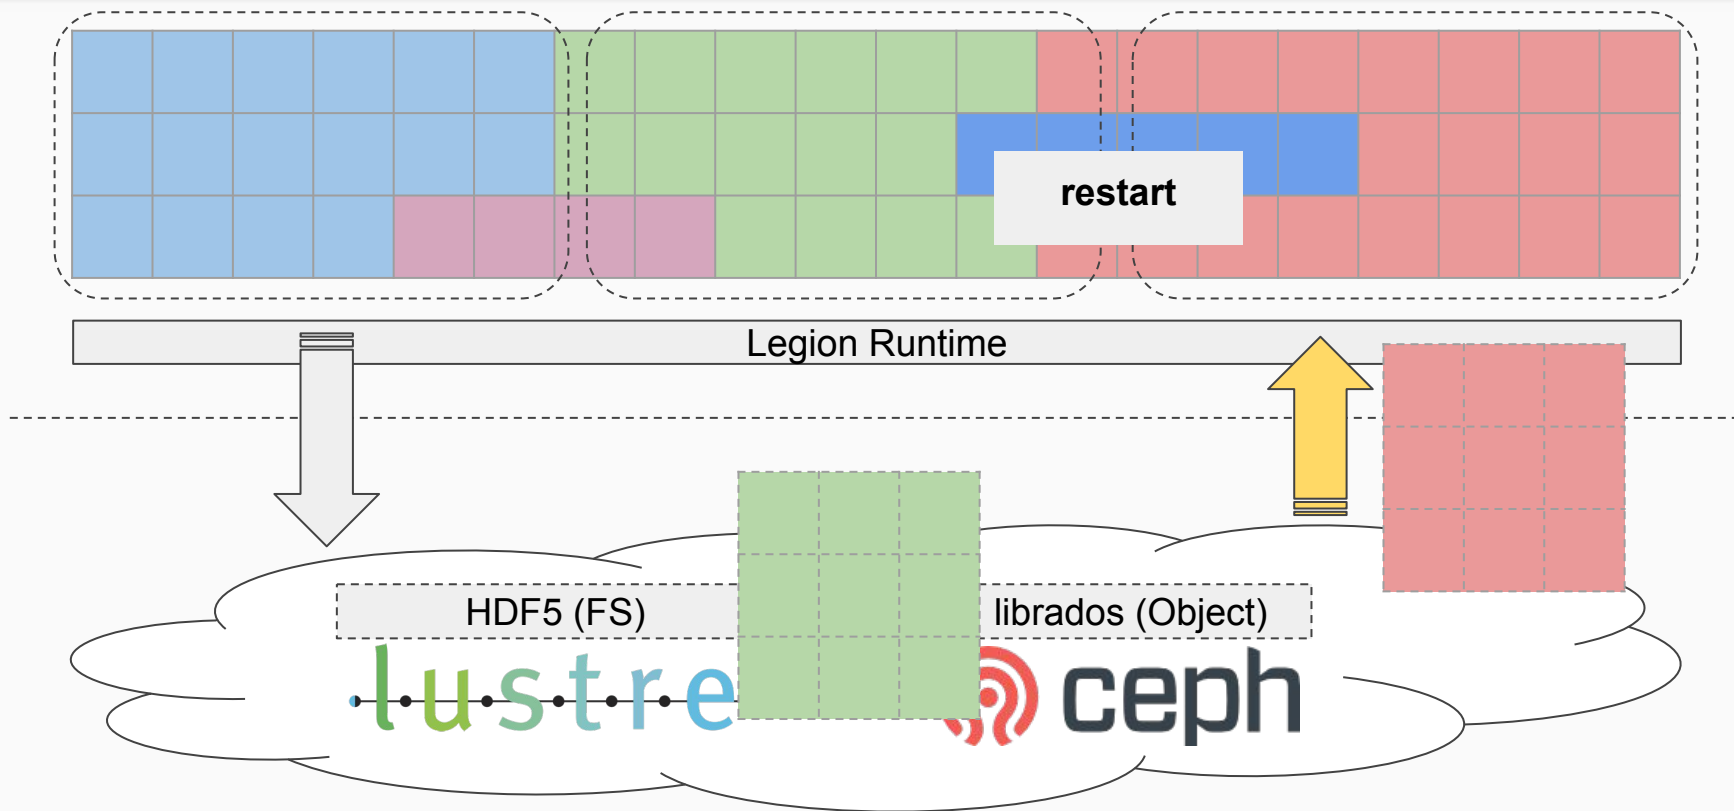 restart
Legion Runtime
HDF5 (FS)
librados (Object)
lustre
ceph